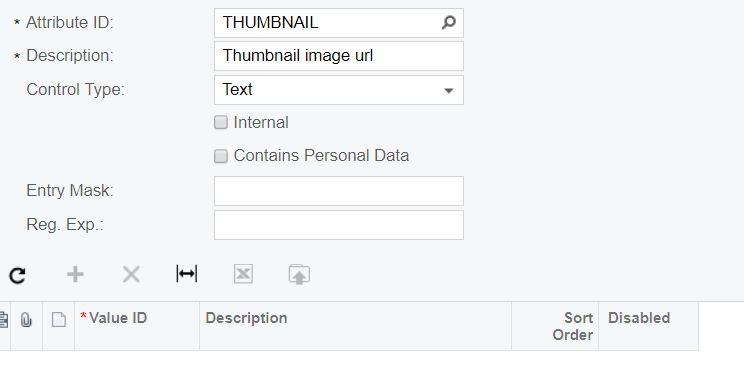 * Attribute ID: THUMBNAIL
* Description: Thumbnail image url
Control Type: Text
Internal
Contains Personal Data
Entry Mask:
Reg. Exp.:
* Value ID Description Sort Order Disabled